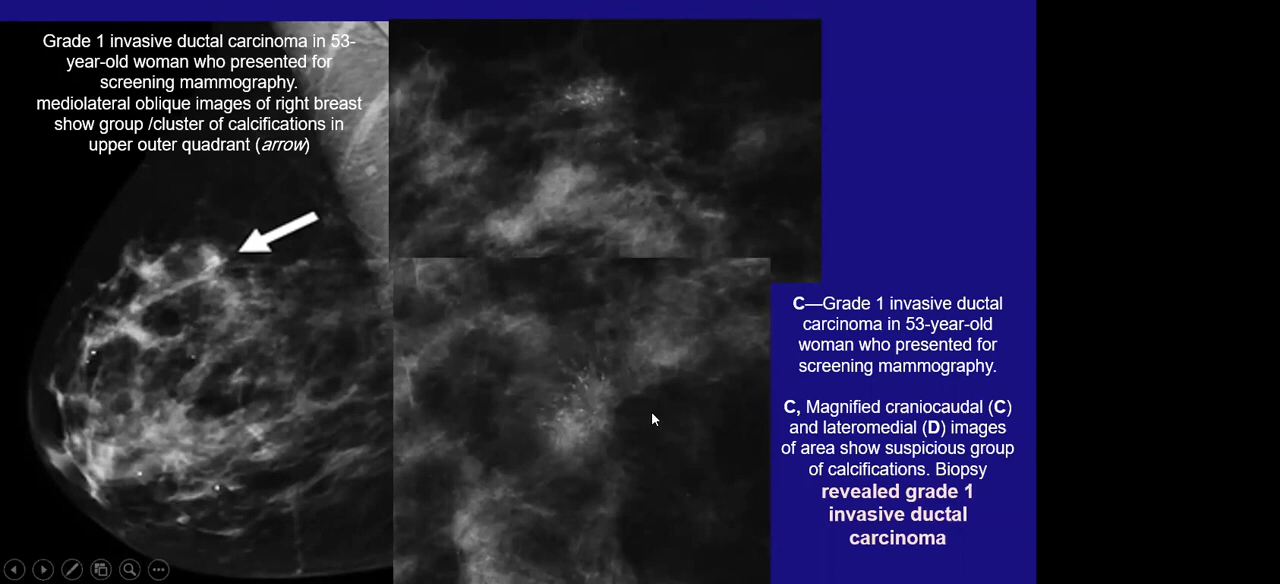 Grade 1 invasive ductal carcinoma in 53-
year-old woman who presented for
screening mammography.
mediolateral oblique images of right breast
show group /cluster of calcifications in
upper outer quadrant (arrow)
C—Grade 1 invasive ductal
carcinoma in 53-year-old
woman who presented for
screening mammography.
C, Magnified craniocaudal (C)
and lateromedial (D) images
of area show suspicious group
of calcifications. Biopsy
revealed grade 1
invasive ductal
carcinoma